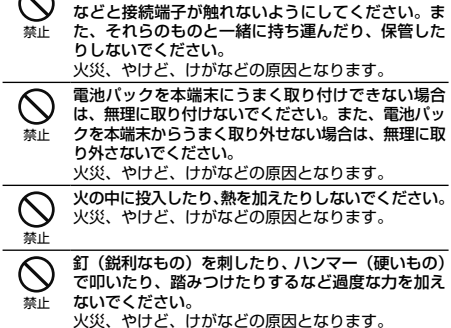 などと接続端子が触れないようにしてください。ま
た、それらのものと一緒に持ち運んだり、保管した
りしないでください。
火災、やけど、けがなどの原因となります。
禁止
電池パックを本端末にうまく取り付けできない場合
は、無理に取り付けないでください。また、電池パッ
クを本端末からうまく取り外せない場合は、無理に取
り外さないでください。
火災、やけど、けがなどの原因となります。
禁止
火の中に投入したり、熱を加えたりしないでください。
火災、やけど、けがなどの原因となります。
禁止
釘（鋭利なもの）を刺したり、ハンマー（硬いもの）
で叩いたり、踏みつけたりするなど過度な力を加え
ないでください。
火災、やけど、けがなどの原因となります。
禁止